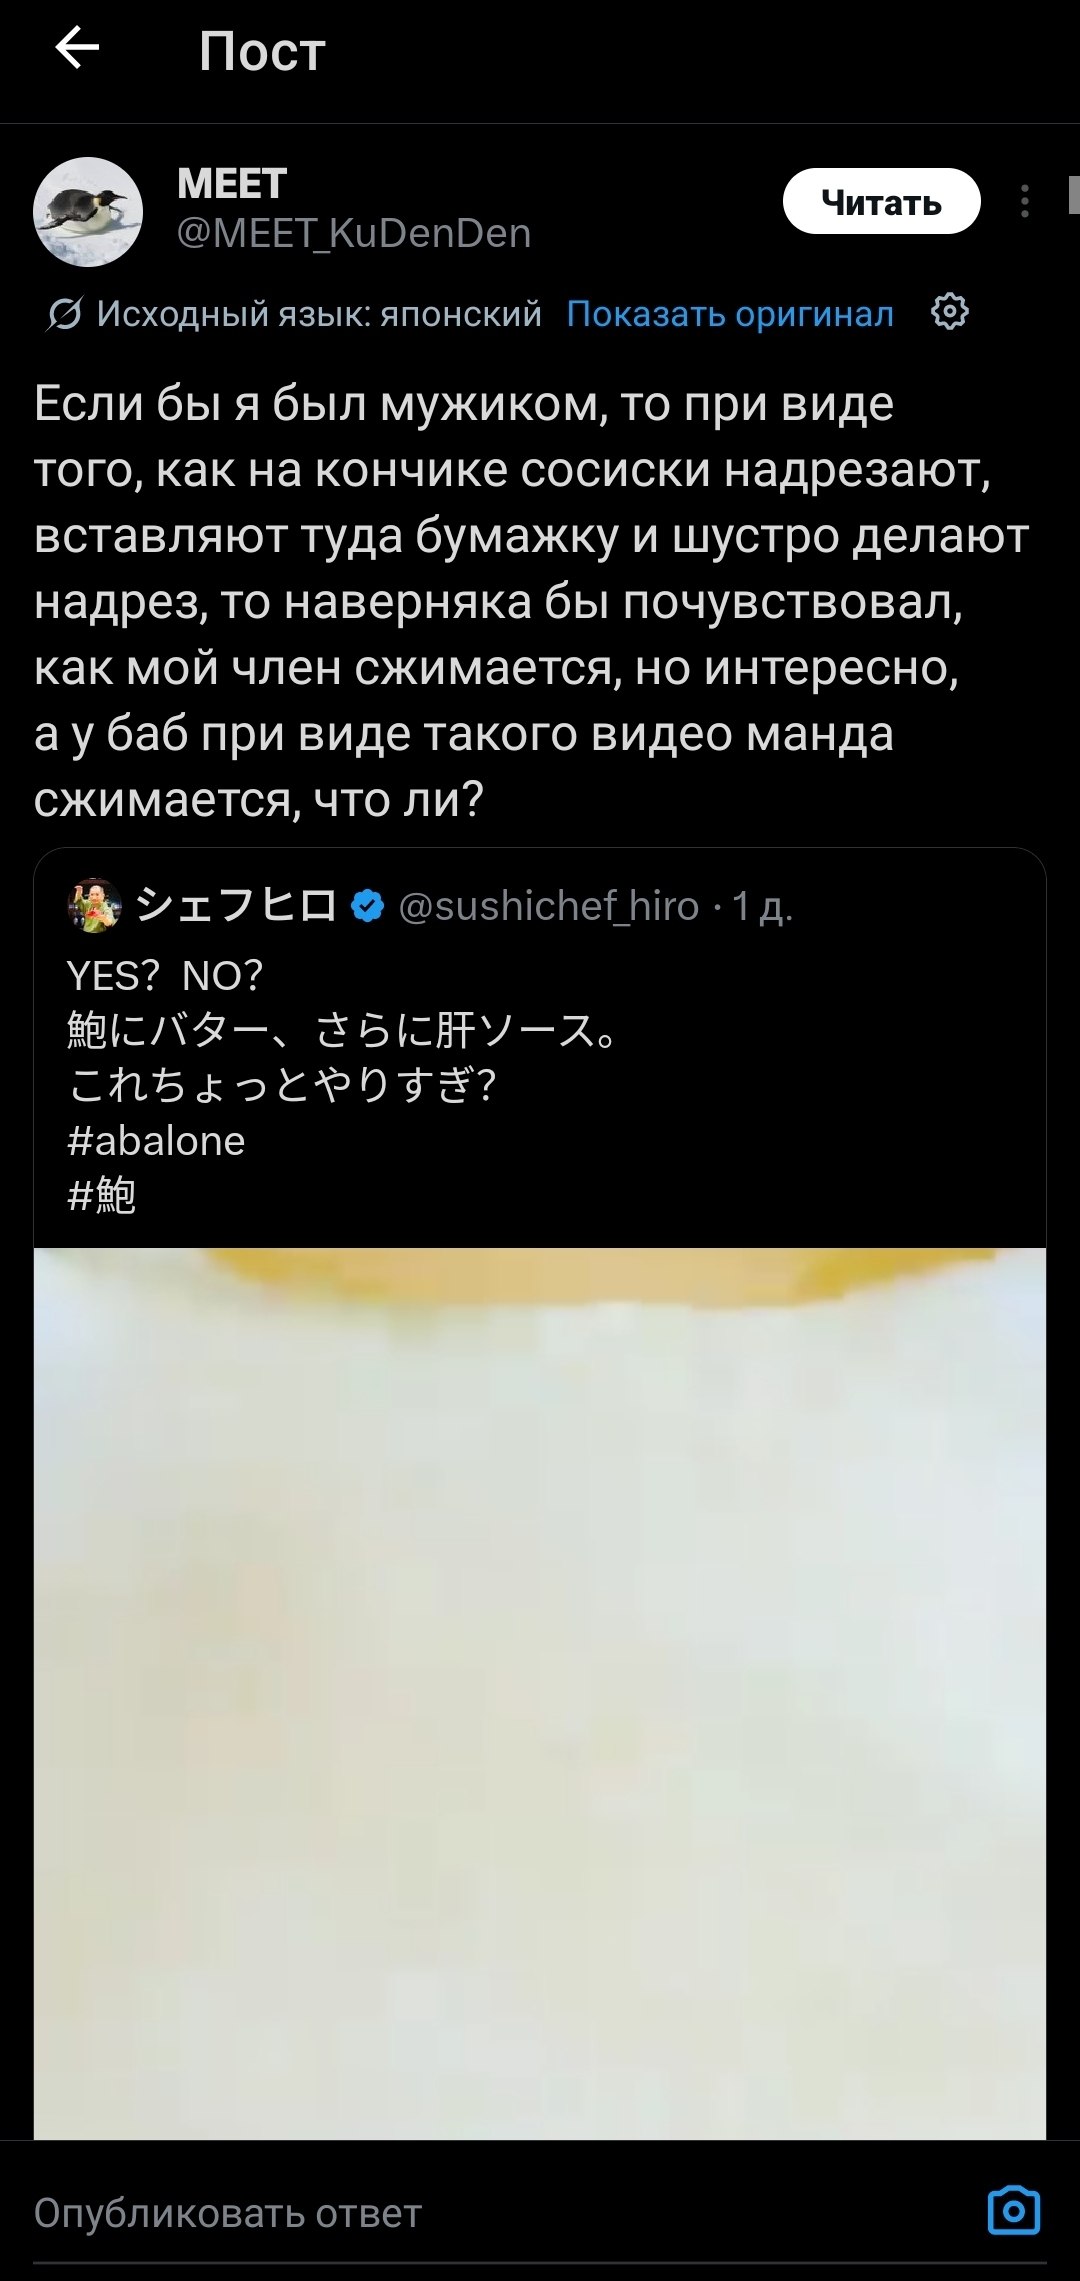 Пост
MEET
@MEET_KuDenDen
Читать
Исходный язык: японский Показать оригинал
Если бы я был мужиком, то при виде
того, как на кончике сосиски надрезают,
вставляют туда бумажку и шустро делают
надрез, то наверняка бы почувствовал,
как мой член сжимается, но интересно,
а у баб при виде такого видео манда
сжимается, что ли?
シェフヒロ @sushichef_hiro · 1 д.
YES？NO？
鮑にバター、さらに肝ソース。
これちょっとやりすぎ？
#abalone
#鮑
Опубликовать ответ